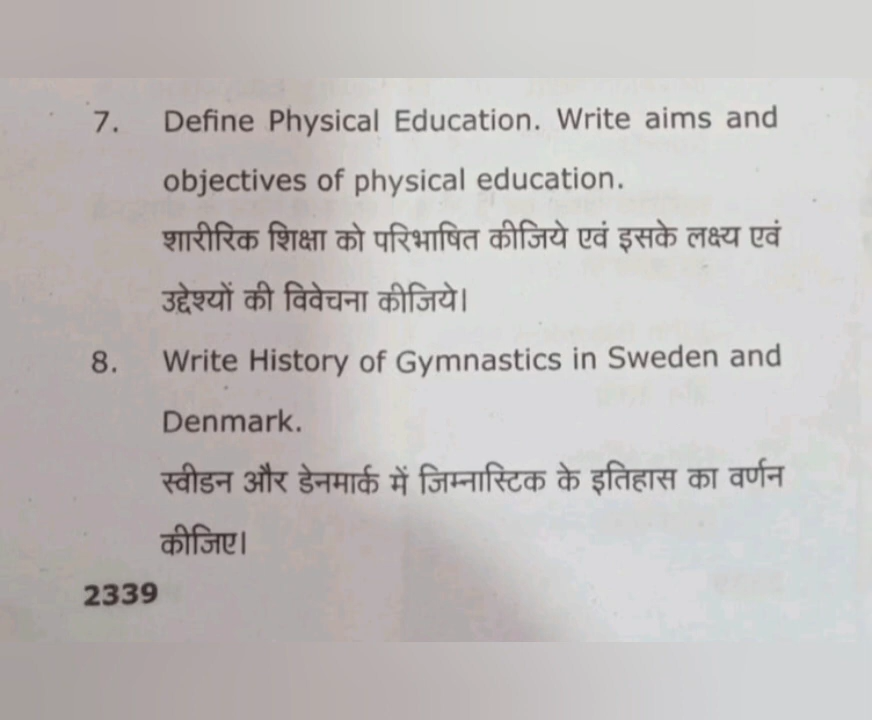 7. Define Physical Education. Write aims and
objectives of physical education.
शारीरिक शिक्षा को परिभाषित कीजिये एवं इसके लक्ष्य एवं
उद्देश्यों की विवेचना कीजिये।
8. Write History of Gymnastics in Sweden and
Denmark.
स्वीडन और डेनमार्क में जिम्नास्टिक के इतिहास का वर्णन
कीजिए।
2339